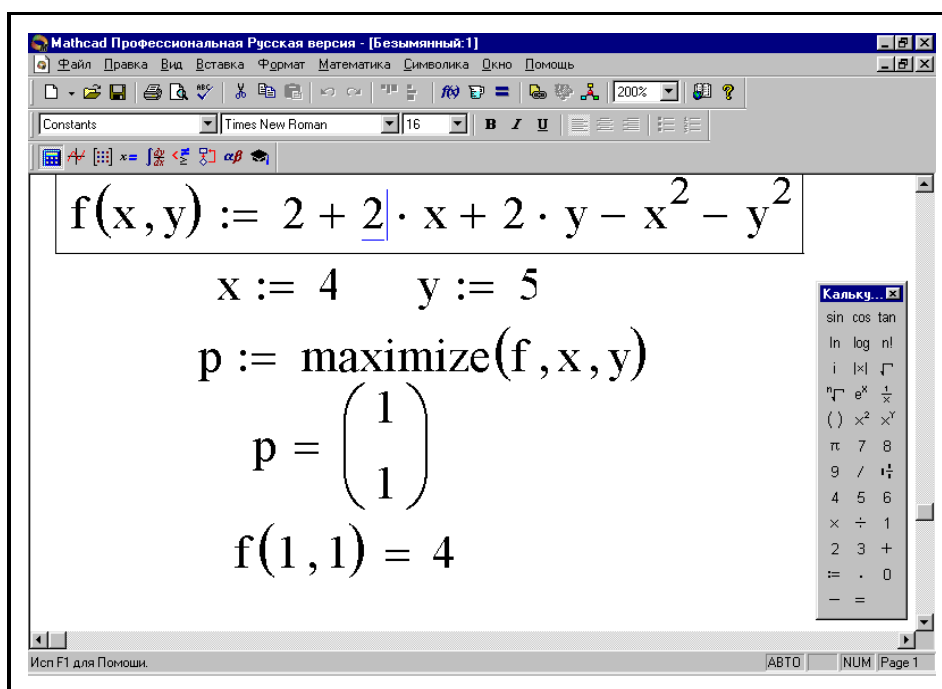 Mathcad Профессиональная Русская версия - [Безымянный:1]
Файл Правка Вид Вставка Формат Математика Символика Окно Помощь
f(x) 200%
Constants Times New Roman 16 B I U
x= αβ
f(x,y) := 2 + 2 · x + 2 · y − x² − y²
x := 4 y := 5
Кальку...
sin cos tan
p := maximize(f,x,y)
ln log n!
i |x| √
ⁿ√ eˣ 1/x
p = (1 1)
( ) x² xʸ
π 7 8
9 /
4 5 6
f(1,1) = 4
× ÷ 1
2 3 +
:= . 0
− =
Исп F1 для Помоши.
АВТО NUM Page 1